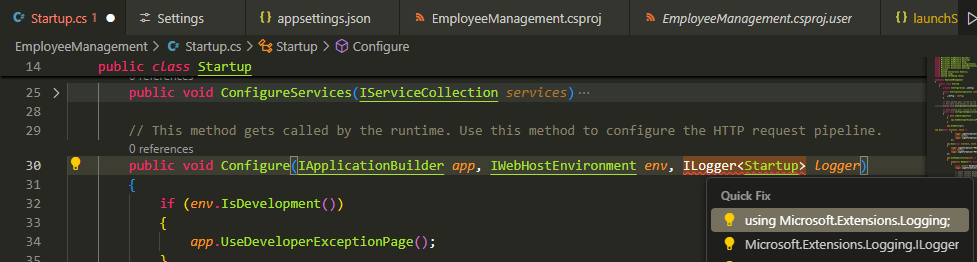 Startup.cs 1
Settings
appsettings.json
EmployeeManagement.csproj
EmployeeManagement.csproj.user
launchS
EmployeeManagement > Startup.cs > Startup > Configure
14 public class Startup
0 references
25 public void ConfigureServices(IServiceCollection services)…
28
29 // This method gets called by the runtime. Use this method to configure the HTTP request pipeline.
0 references
30 public void Configure(IApplicationBuilder app, IWebHostEnvironment env, ILogger<Startup> logger)
31 {
32 if (env.IsDevelopment())
33 {
34 app.UseDeveloperExceptionPage();
35 }
Quick Fix
using Microsoft.Extensions.Logging;
Microsoft.Extensions.Logging.ILogger